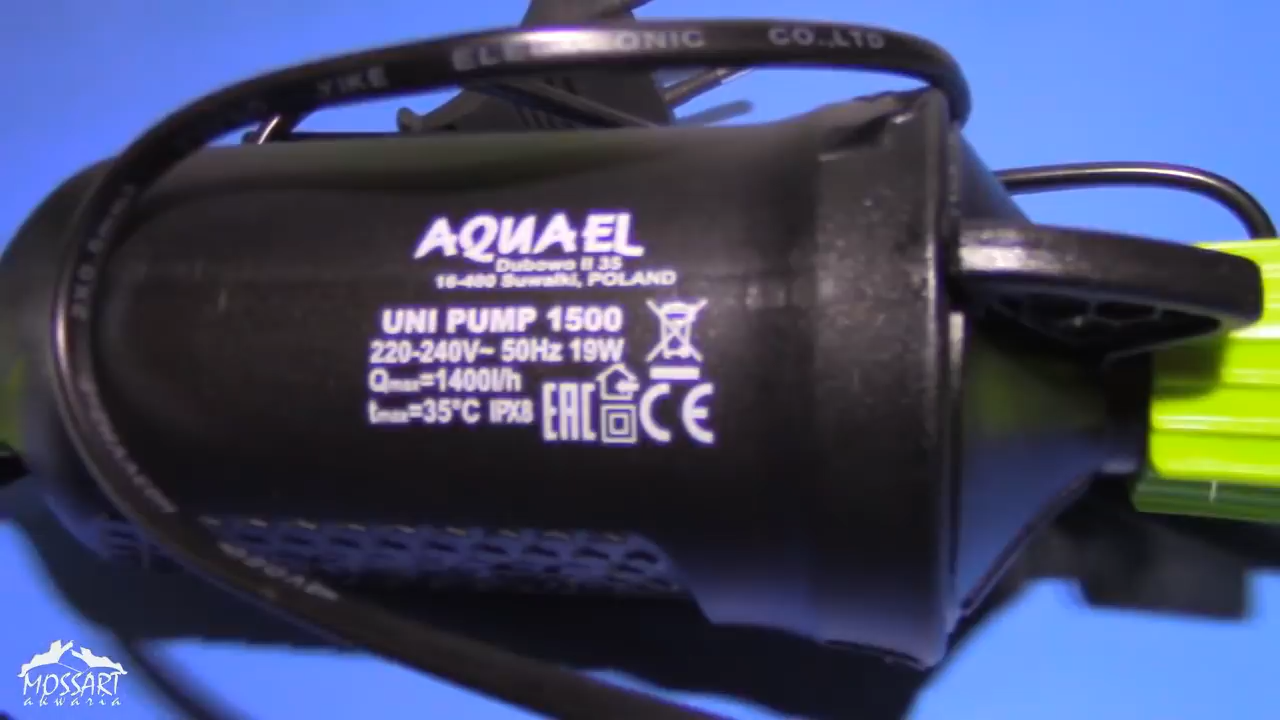 YIKE ELECTRONIC CO.,LTD
AQUAEL
Dubowo II 35
16-400 Suwałki, POLAND
UNI PUMP 1500
220-240V~ 50Hz 19W
Qmax=1400l/h
tmax=35°C IPX8 EAC CE
MOSSART
akwaria